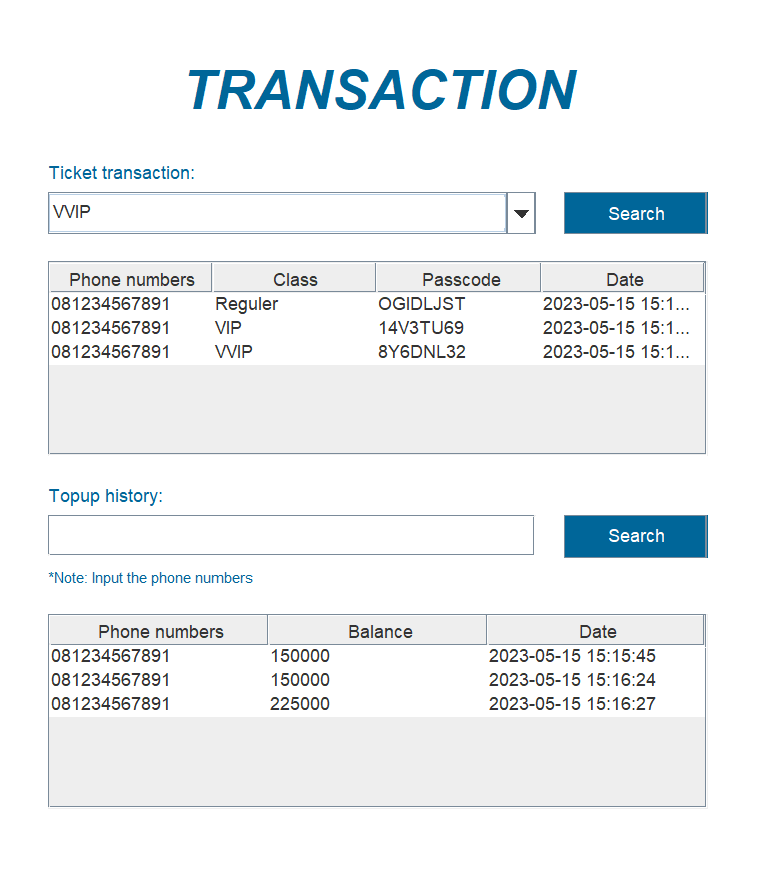 TRANSACTION
Ticket transaction:
VVIP Search
Phone numbers Class Passcode Date
081234567891 Reguler OGIDLJST 2023-05-15 15:1...
081234567891 VIP 14V3TU69 2023-05-15 15:1...
081234567891 VVIP 8Y6DNL32 2023-05-15 15:1...
Topup history:
Search
*Note: Input the phone numbers
Phone numbers Balance Date
081234567891 150000 2023-05-15 15:15:45
081234567891 150000 2023-05-15 15:16:24
081234567891 225000 2023-05-15 15:16:27